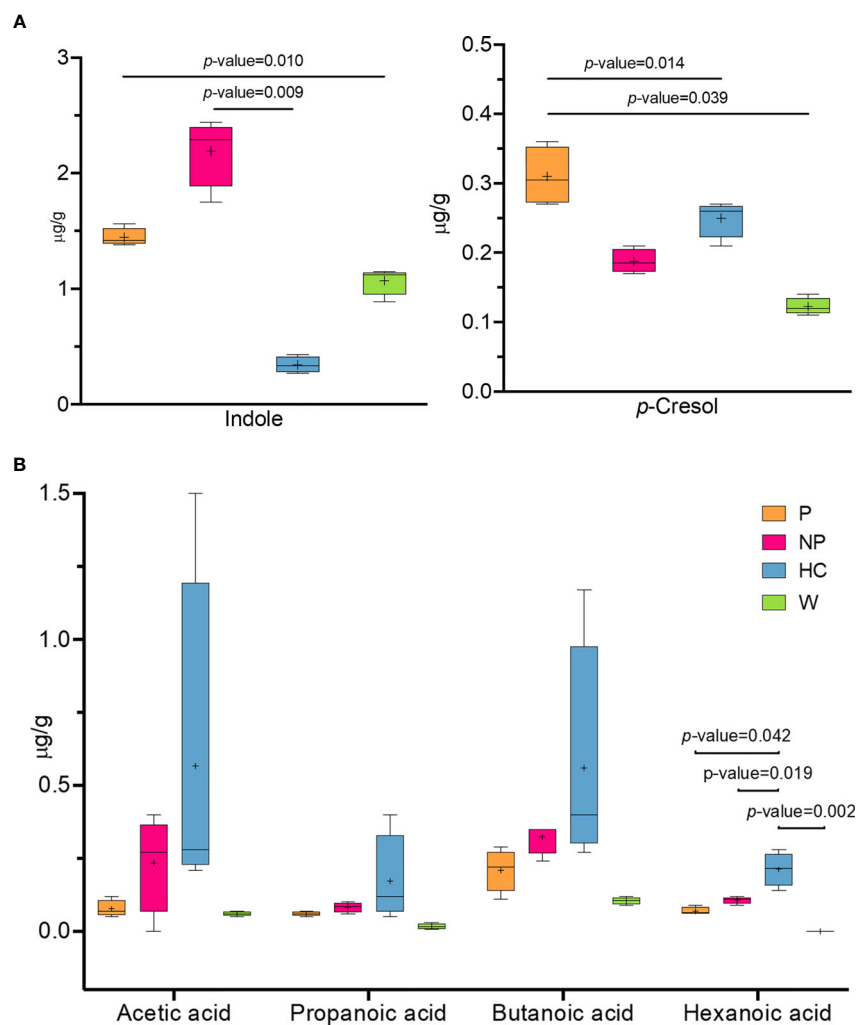 A
3
2
1
0
µg/g
p-value=0.010
p-value=0.009
Indole
0.5
0.4
0.3
0.2
0.1
0.0
µg/g
p-value=0.014
p-value=0.039
p-Cresol
B
1.5
1.0
0.5
0.0
µg/g
P
NP
HC
W
p-value=0.042
p-value=0.019
p-value=0.002
Acetic acid
Propanoic acid
Butanoic acid
Hexanoic acid